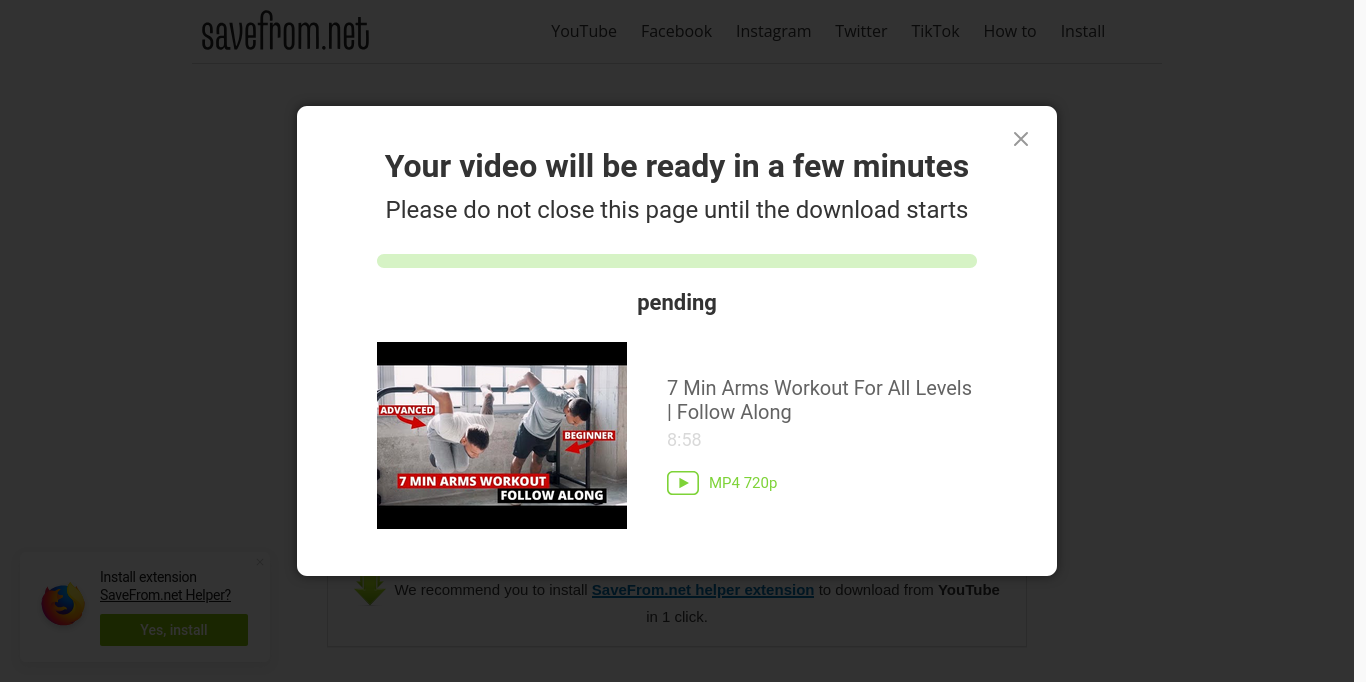 savefrom.net
YouTube Facebook Instagram Twitter TikTok How to Install
Your video will be ready in a few minutes
Please do not close this page until the download starts
pending
ADVANCED
BEGINNER
7 MIN ARMS WORKOUT
FOLLOW ALONG
7 Min Arms Workout For All Levels
| Follow Along
8:58
MP4 720p
Install extension
SaveFrom.net Helper?
Yes, install
We recommend you to install SaveFrom.net helper extension to download from YouTube
in 1 click.